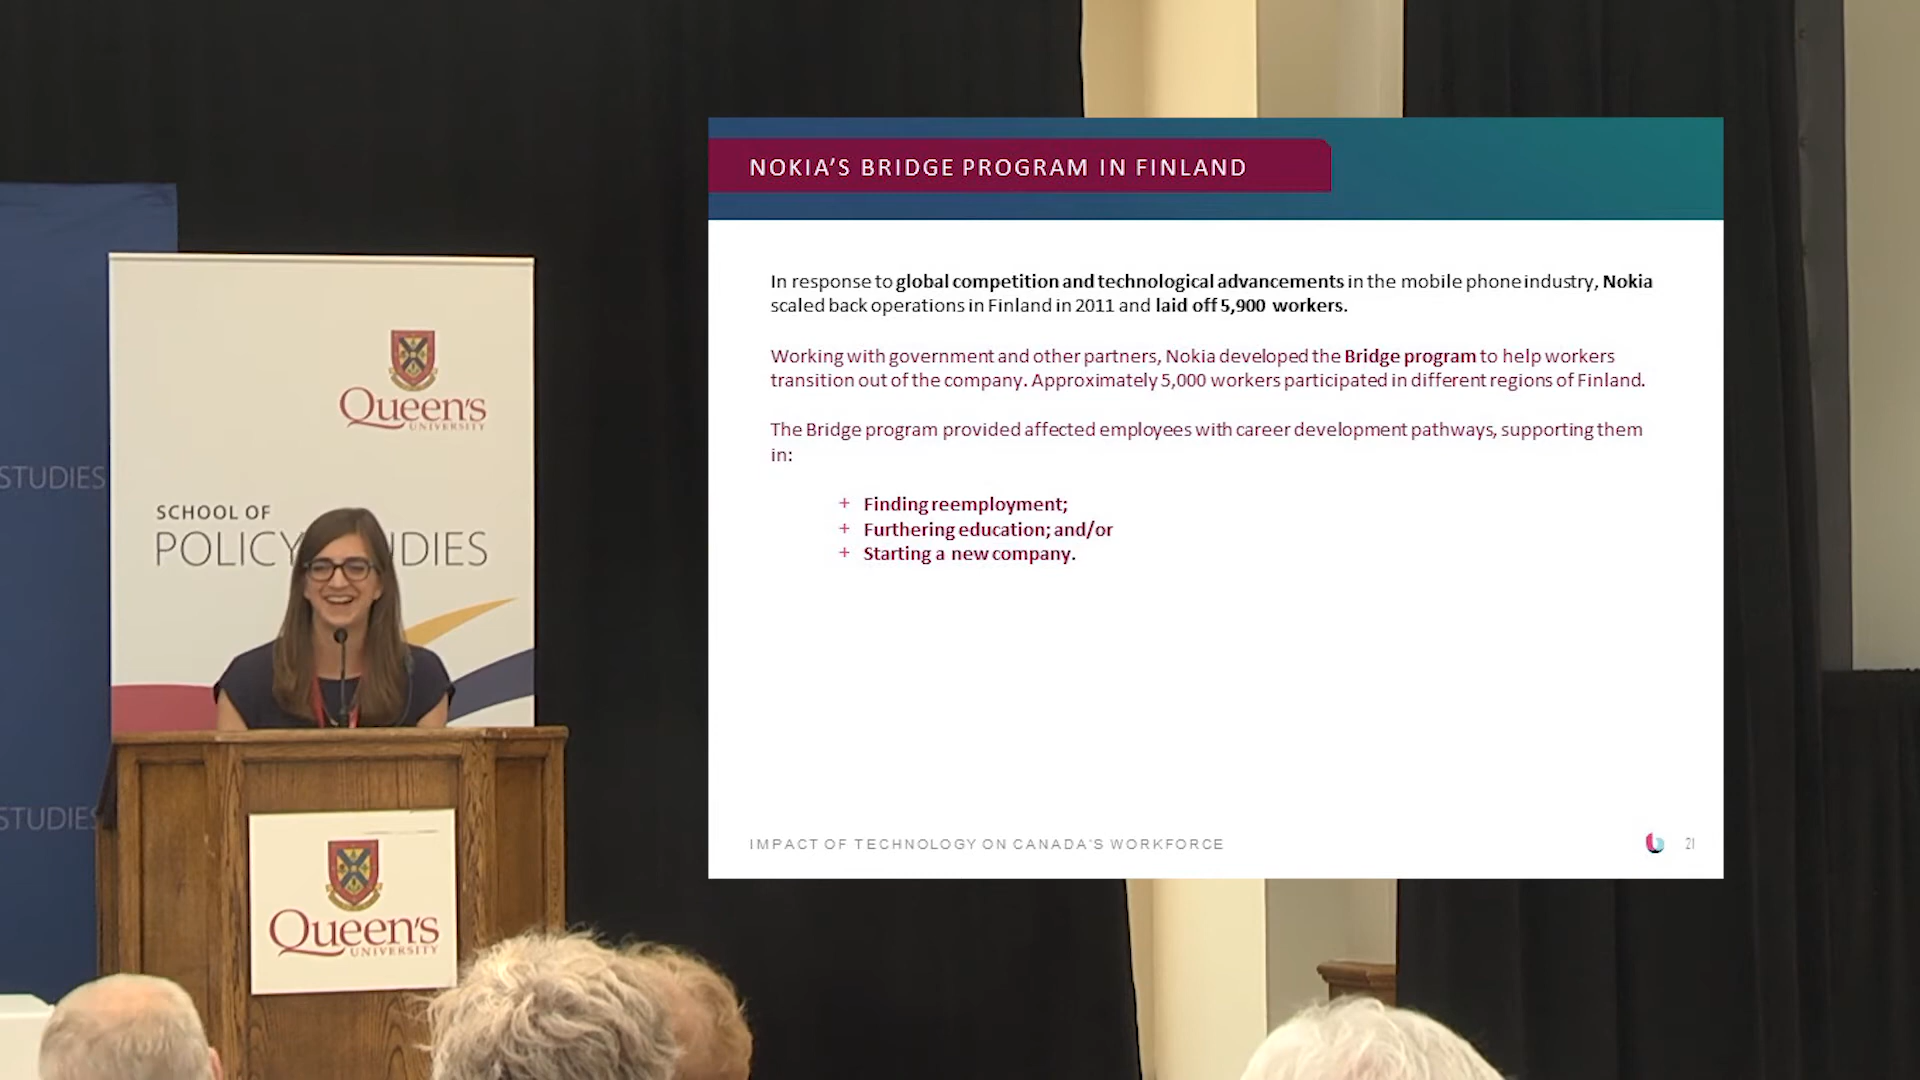 STUDIES
STUDIES
Queen's
UNIVERSITY
SCHOOL OF
POLICY UDIES
Queen's
UNIVERSITY
NOKIA’S BRIDGE PROGRAM IN FINLAND
In response to global competition and technological advancements in the mobile phone industry, Nokia
scaled back operations in Finland in 2011 and laid off 5,900 workers.
Working with government and other partners, Nokia developed the Bridge program to help workers
transition out of the company. Approximately 5,000 workers participated in different regions of Finland.
The Bridge program provided affected employees with career development pathways, supporting them
in:
+ Finding reemployment;
+ Furthering education; and/or
+ Starting a new company.
IMPACT OF TECHNOLOGY ON CANADA'S WORKFORCE
21